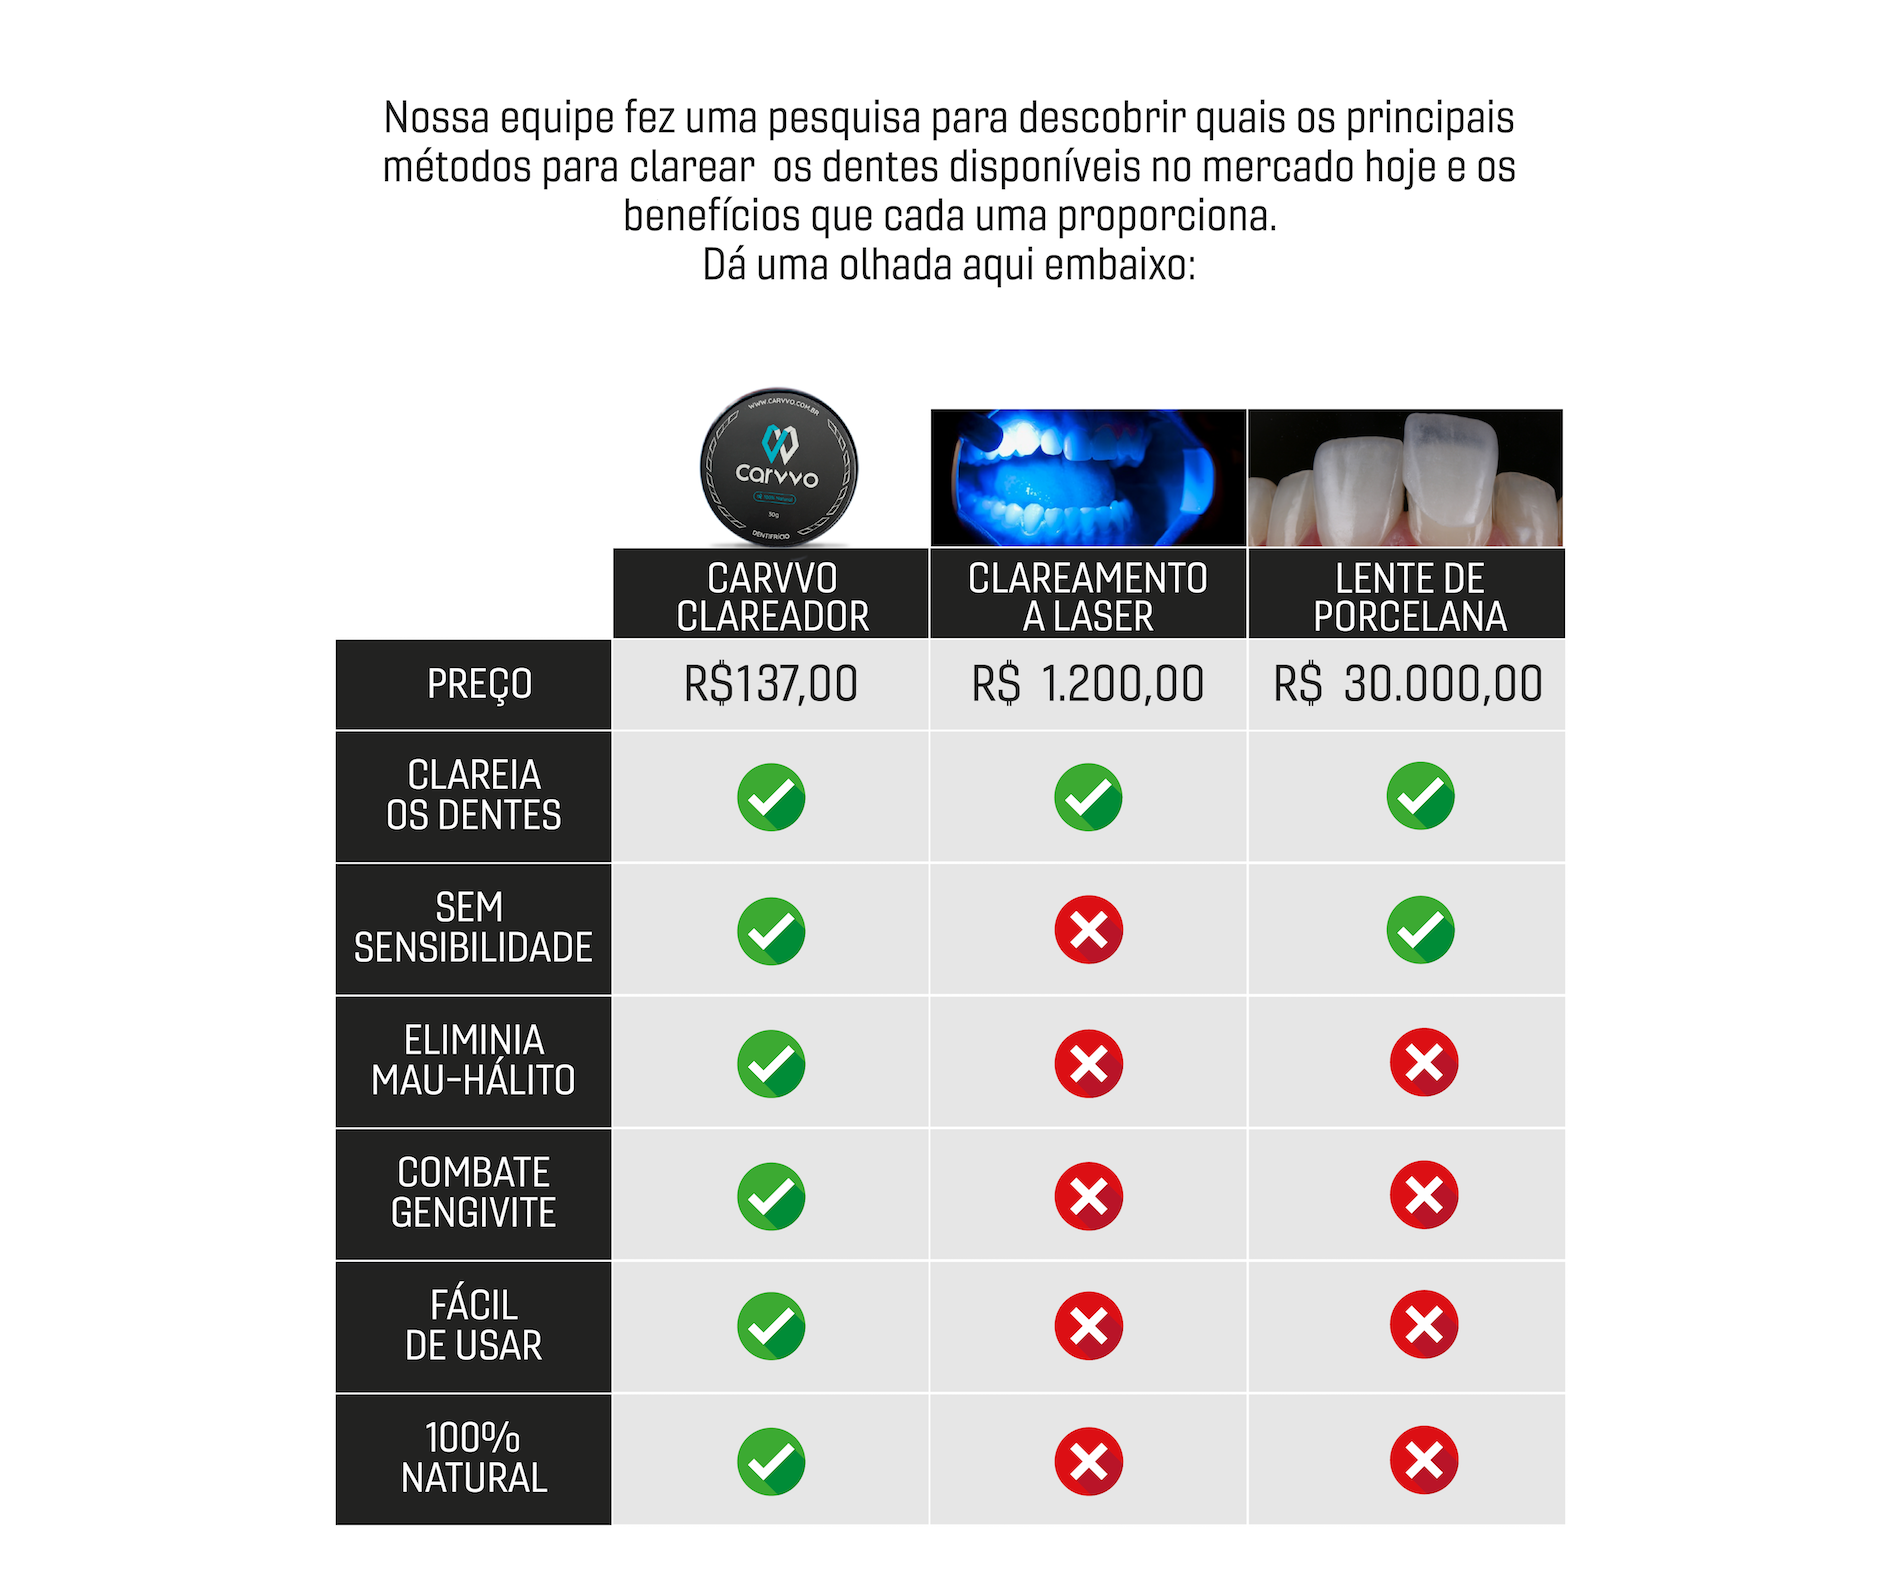 Nossa equipe fez uma pesquisa para descobrir quais os principais
métodos para clarear os dentes disponíveis no mercado hoje e os
benefícios que cada uma proporciona.
Dá uma olhada aqui embaixo:
WWW.CARVVO.COM.BR
carvvo
100% Natural
30g
DENTIFRÍCIO
CARVVO
CLAREADOR
CLAREAMENTO
A LASER
LENTE DE
PORCELANA
PREÇO
R$137,00
R$ 1.200,00
R$ 30.000,00
CLAREIA
OS DENTES
SEM
SENSIBILIDADE
ELIMINIA
MAU-HÁLITO
COMBATE
GENGIVITE
FÁCIL
DE USAR
100%
NATURAL